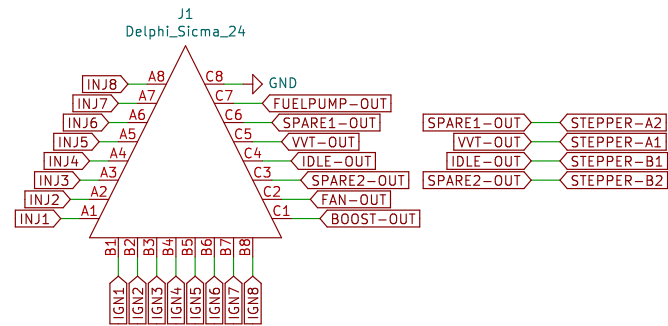 J1
Delphi_Sicma_24
INJ8 A8 C8 GND
INJ7 A7 C7 FUELPUMP-OUT
INJ6 A6 C6 SPARE1-OUT SPARE1-OUT STEPPER-A2
INJ5 A5 C5 VVT-OUT VVT-OUT STEPPER-A1
INJ4 A4 C4 IDLE-OUT IDLE-OUT STEPPER-B1
INJ3 A3 C3 SPARE2-OUT SPARE2-OUT STEPPER-B2
INJ2 A2 C2 FAN-OUT
INJ1 A1 C1 BOOST-OUT
B1 B2 B3 B4 B5 B6 B7 B8
IGN1 IGN2 IGN3 IGN4 IGN5 IGN6 IGN7 IGN8